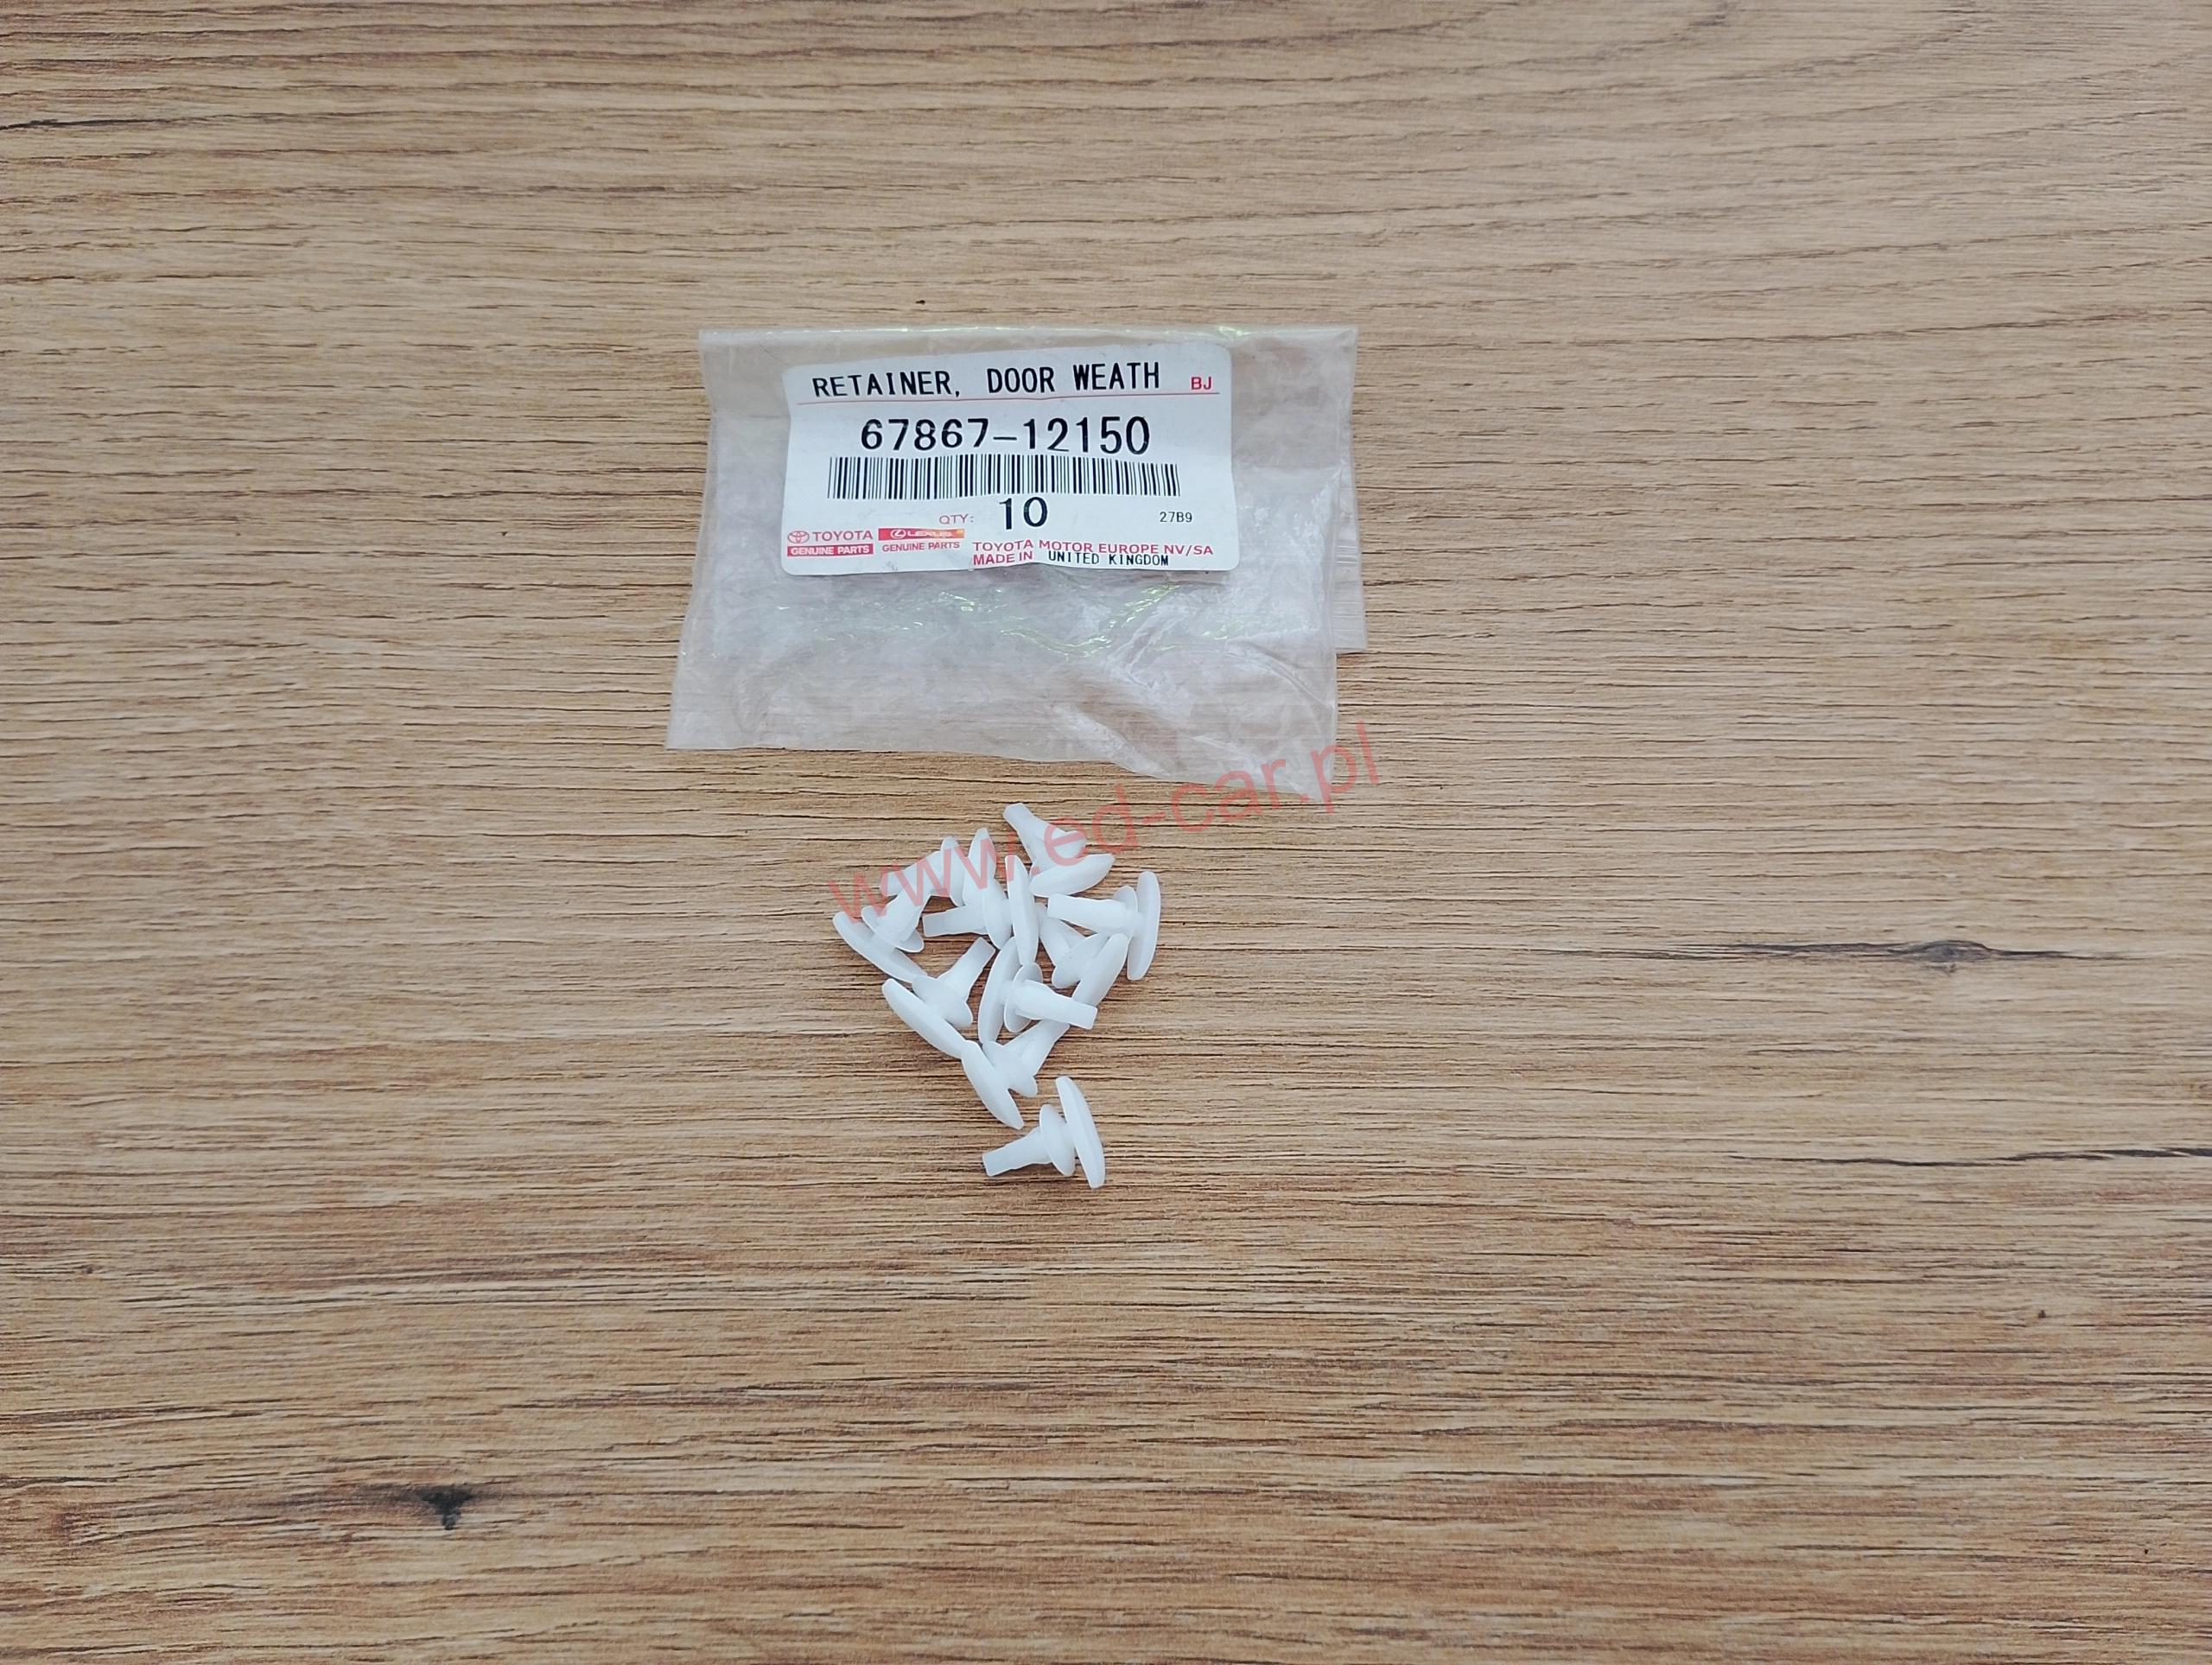 RETAINER, DOOR WEATH BJ
67867-12150
QTY: 10 27B9
TOYOTA LEXUS
GENUINE PARTS GENUINE PARTS
TOYOTA MOTOR EUROPE NV/SA
MADE IN UNITED KINGDOM
www.ed-car.pl